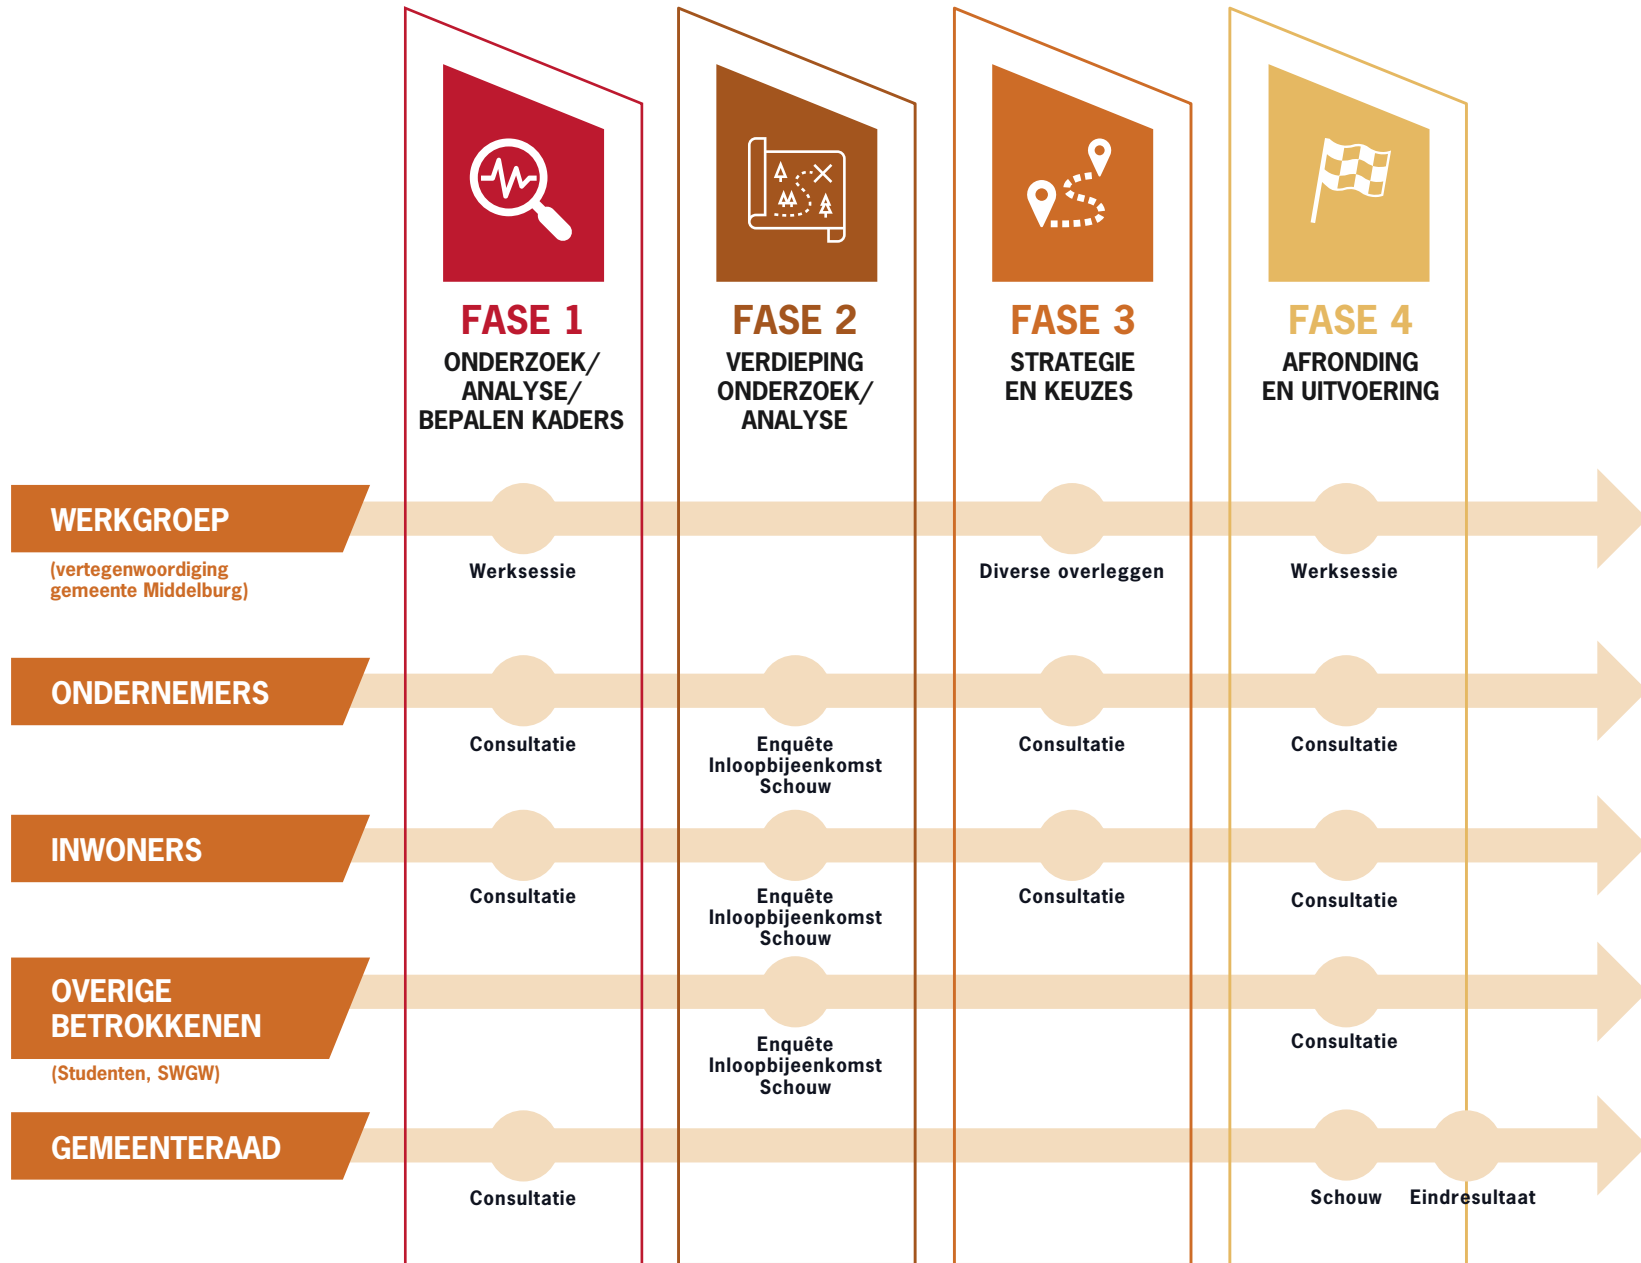 FASE 1
ONDERZOEK/
ANALYSE/
BEPALEN KADERS
FASE 2
VERDIEPING
ONDERZOEK/
ANALYSE
FASE 3
STRATEGIE
EN KEUZES
FASE 4
AFRONDING
EN UITVOERING
WERKGROEP
(vertegenwoordiging
gemeente Middelburg)
Werksessie
Diverse overleggen
Werksessie
ONDERNEMERS
Consultatie
Enquête
Inloopbijeenkomst
Schouw
Consultatie
Consultatie
INWONERS
Consultatie
Enquête
Inloopbijeenkomst
Schouw
Consultatie
Consultatie
OVERIGE
BETROKKENEN
(Studenten, SWGW)
Enquête
Inloopbijeenkomst
Schouw
Consultatie
GEMEENTERAAD
Consultatie
Schouw
Eindresultaat